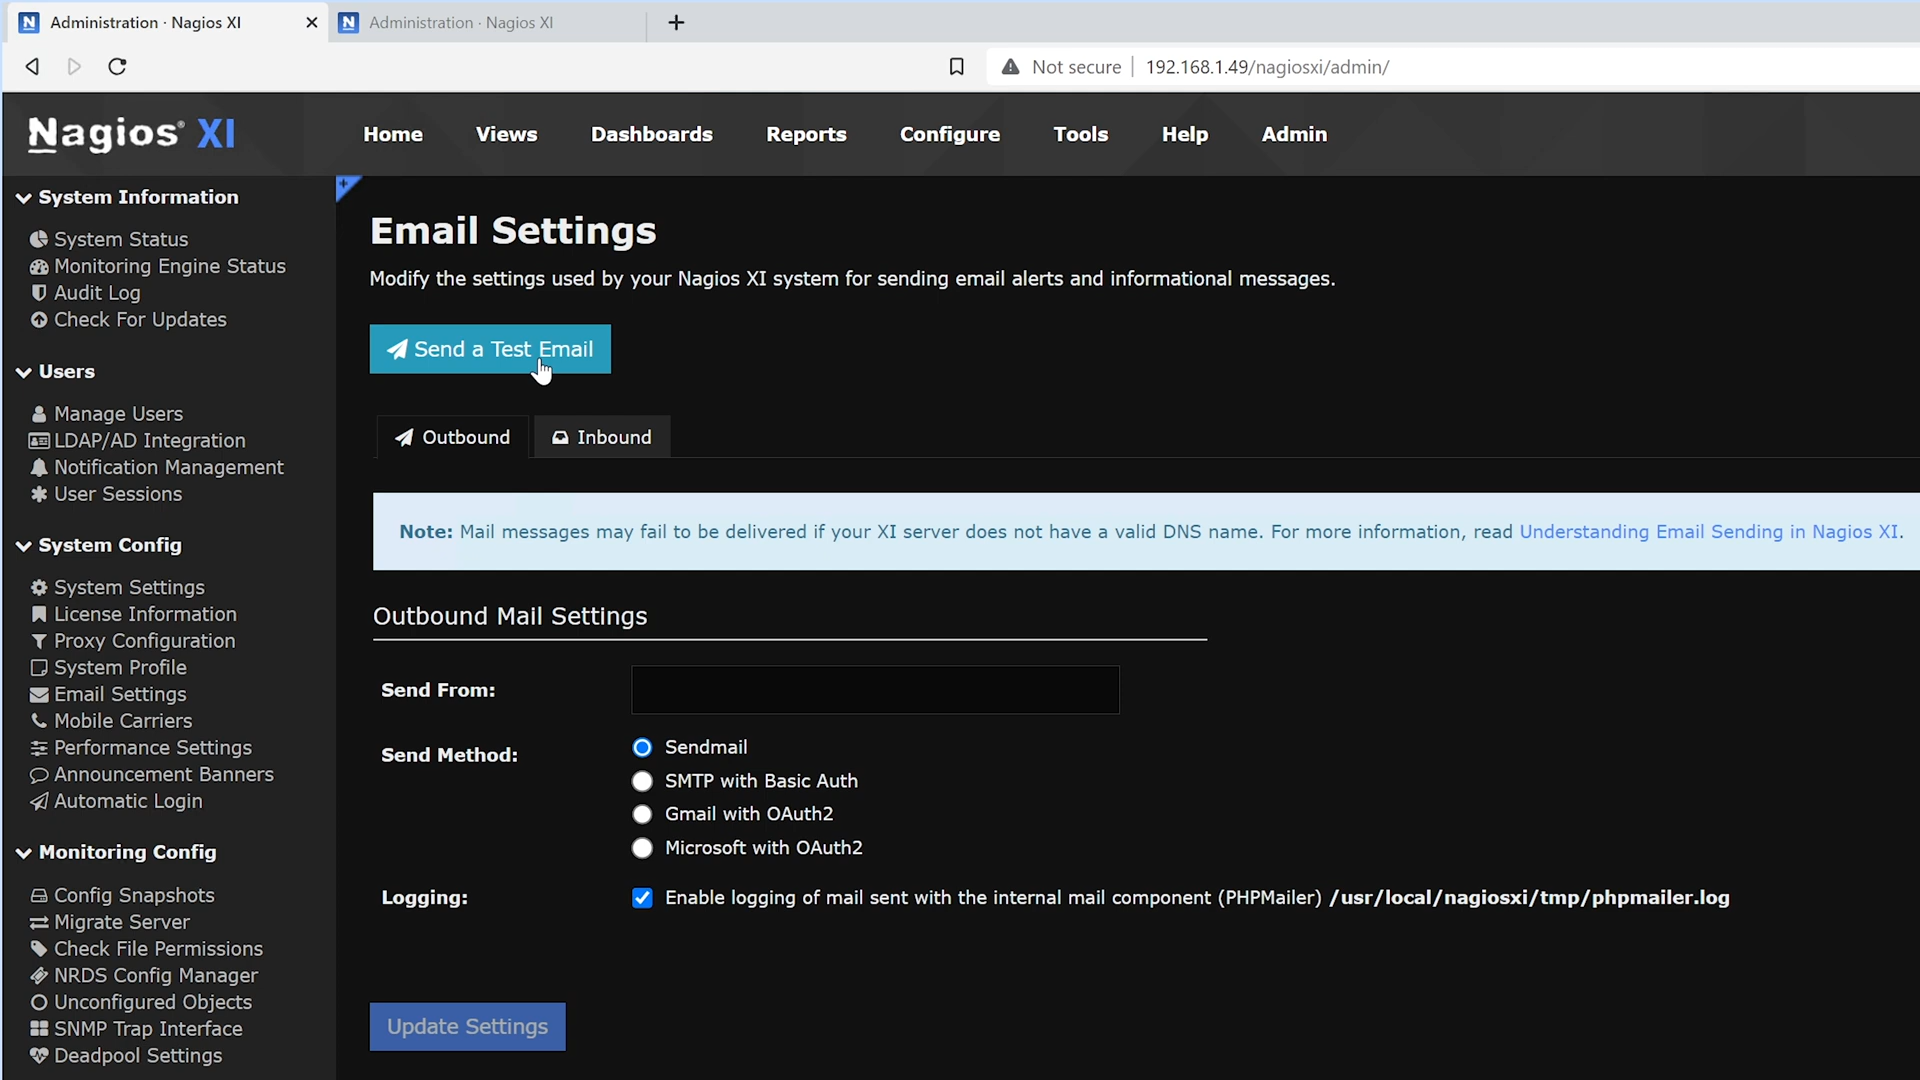 Administration · Nagios XI
Administration · Nagios XI
Not secure
192.168.1.49/nagiosxi/admin/
Nagios® XI
Home
Views
Dashboards
Reports
Configure
Tools
Help
Admin
System Information
System Status
Monitoring Engine Status
Audit Log
Check For Updates
Users
Manage Users
LDAP/AD Integration
Notification Management
User Sessions
System Config
System Settings
License Information
Proxy Configuration
System Profile
Email Settings
Mobile Carriers
Performance Settings
Announcement Banners
Automatic Login
Monitoring Config
Config Snapshots
Migrate Server
Check File Permissions
NRDS Config Manager
Unconfigured Objects
SNMP Trap Interface
Deadpool Settings
Email Settings
Modify the settings used by your Nagios XI system for sending email alerts and informational messages.
Send a Test Email
Outbound
Inbound
Note: Mail messages may fail to be delivered if your XI server does not have a valid DNS name. For more information, read Understanding Email Sending in Nagios XI.
Outbound Mail Settings
Send From:
Send Method:
Sendmail
SMTP with Basic Auth
Gmail with OAuth2
Microsoft with OAuth2
Logging:
Enable logging of mail sent with the internal mail component (PHPMailer) /usr/local/nagiosxi/tmp/phpmailer.log
Update Settings